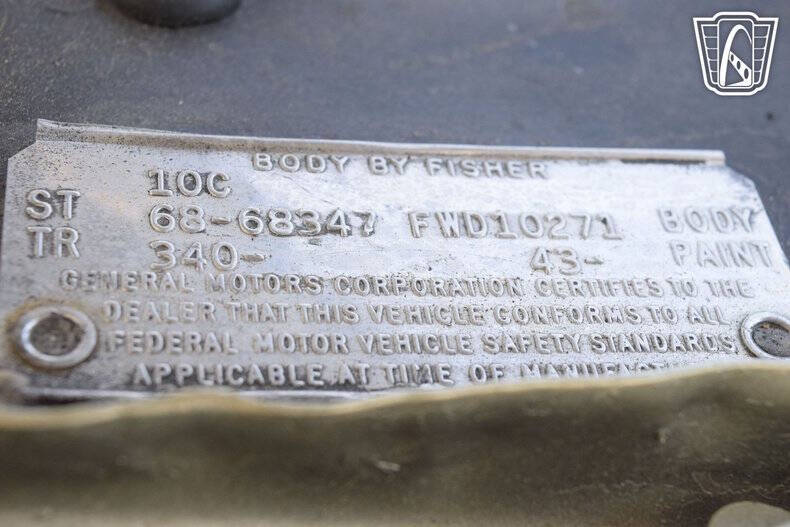 BODY BY FISHER
10C
ST 68-68347 FWD10271 BODY
TR 340- 43- PAINT
GENERAL MOTORS CORPORATION CERTIFIES TO THE
DEALER THAT THIS VEHICLE CONFORMS TO ALL
FEDERAL MOTOR VEHICLE SAFETY STANDARDS
APPLICABLE AT TIME OF